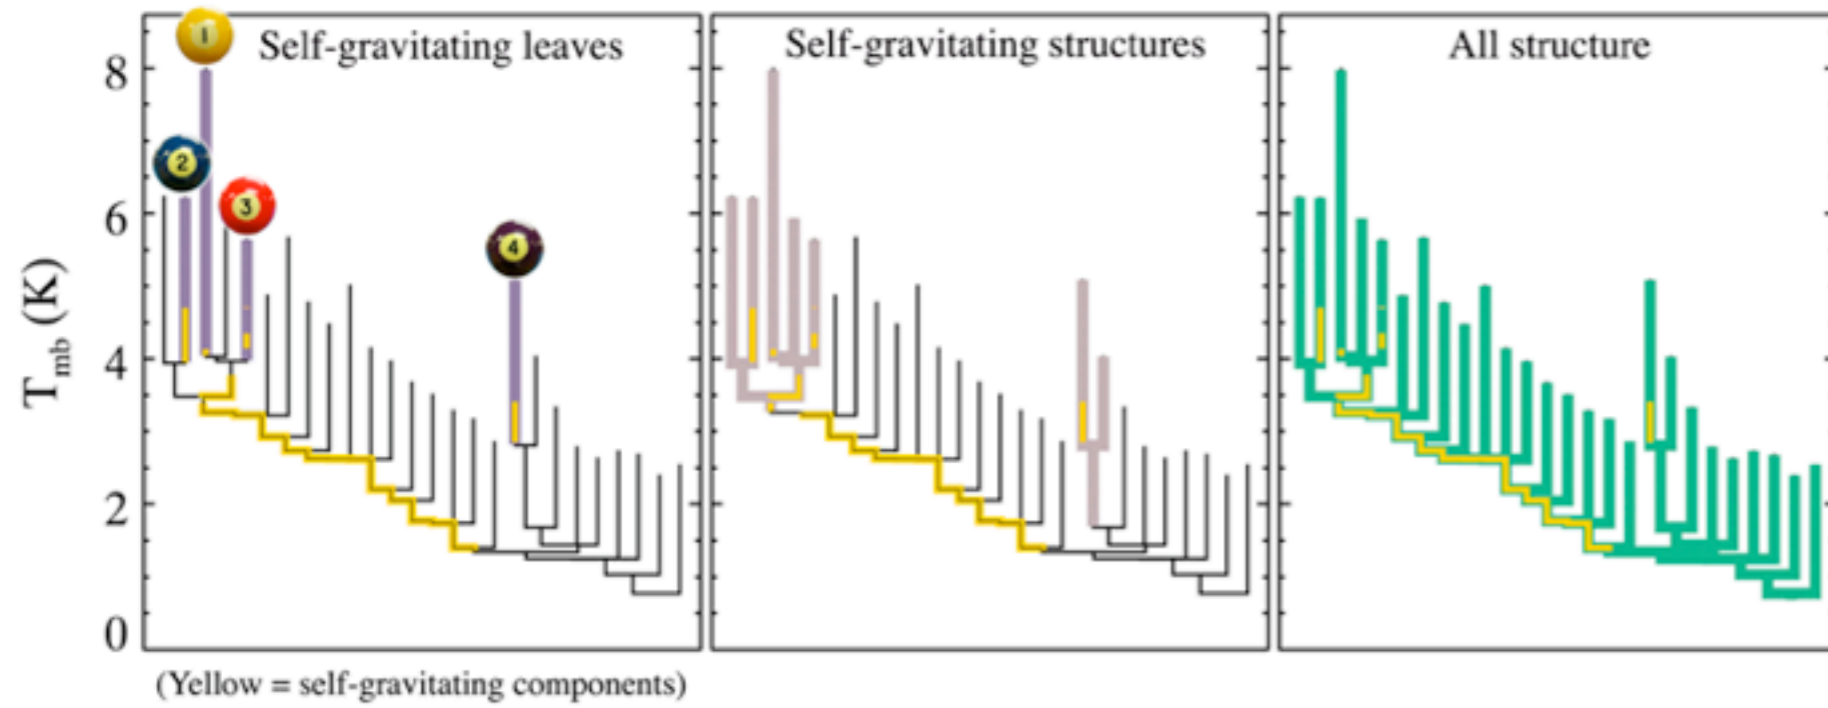 Self-gravitating leaves
Self-gravitating structures
All structure
1
2
3
4
8
6
4
2
0
T_mb (K)
(Yellow = self-gravitating components)